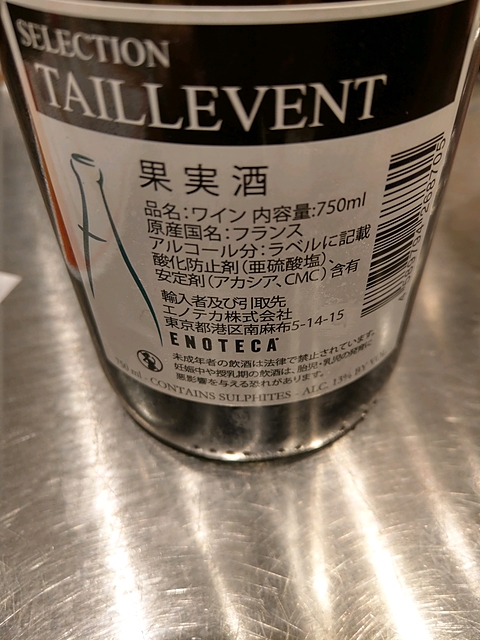 SELECTION
TAILLEVENT
果実酒
品名:ワイン 内容量:750ml
原産国名:フランス
アルコール分:ラベルに記載
酸化防止剤(亜硫酸塩)、
安定剤(アカシア、CMC)含有
輸入者及び引取先
エノテカ株式会社
東京都港区南麻布5-14-15
ENOTECA
未成年者の飲酒は法律で禁止されています。
妊娠中や授乳期の飲酒は、胎児・乳児の発育に
悪影響を与える恐れがあります。
750 ml - CONTAINS SULPHITES - ALC. 13% BY VOL